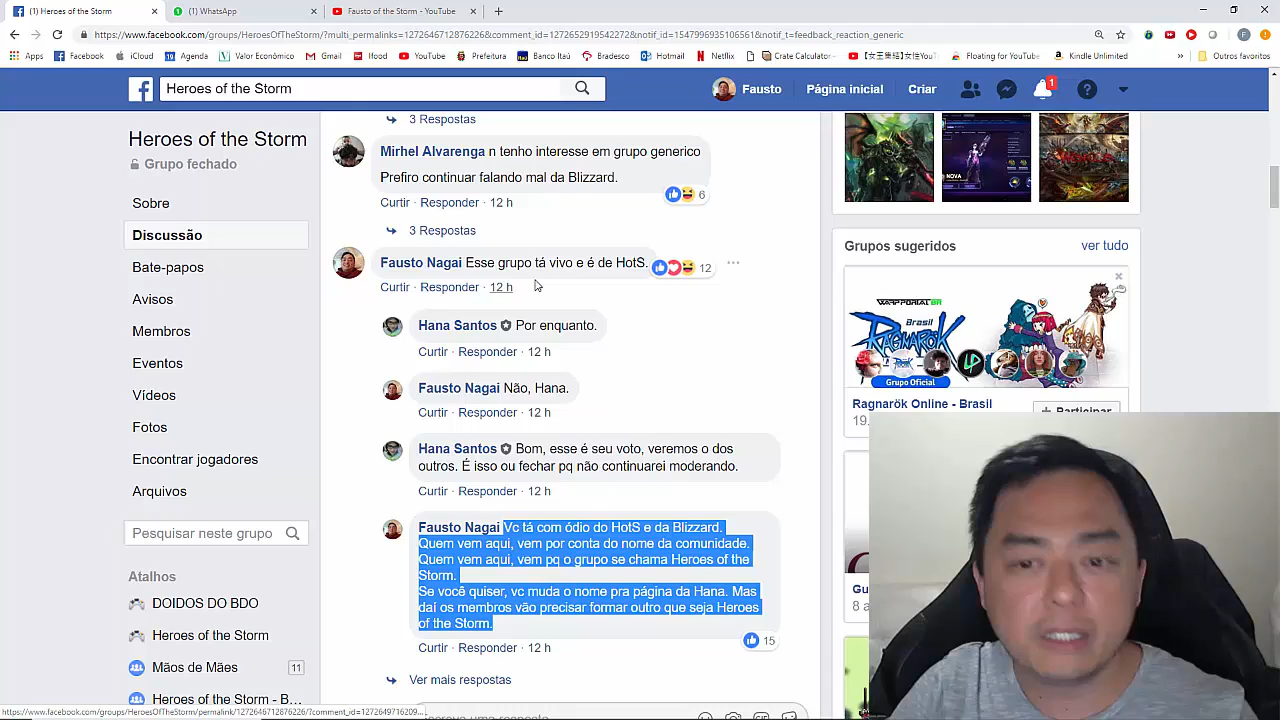 (1) Heroes of the Storm
(1) WhatsApp
Fausto of the Storm - YouTube
https://www.facebook.com/groups/HeroesOfTheStorm/?multi_permalinks=1272646712876226&comment_id=1272652919542272&notif_id=1547996935106561&notif_t=feedback_reaction_generic
Apps
Facebook
iCloud
Agenda
Valor Econômico
Gmail
Hood
YouTube
Prefeitura
Banco Itaú
Bradesco
Hotmail
Netflix
Crate Calculator -
Floating for YouTube
Kindle Unlimited
Outros favoritos
Heroes of the Storm
Fausto
Página inicial
Criar
1
Heroes of the Storm
Grupo fechado
Sobre
Discussão
Bate-papos
Avisos
Membros
Eventos
Vídeos
Fotos
Encontrar jogadores
Arquivos
Pesquisar neste grupo
Atalhos
DOIDOS DO BDO
Heroes of the Storm
Mãos de Mães
11
Heroes of the Storm - B...
3 Respostas
Mirhel Alvarenga n tenho interesse em grupo generico
Prefiro continuar falando mal da Blizzard.
6
Curtir · Responder · 12 h
3 Respostas
Fausto Nagai Esse grupo tá vivo e é de HotS.
12
Curtir · Responder · 12 h
Hana Santos Por enquanto.
Curtir · Responder · 12 h
Fausto Nagai Não, Hana.
Curtir · Responder · 12 h
Hana Santos Bom, esse é seu voto, veremos o dos
outros. É isso ou fechar pq não continuarei moderando.
Curtir · Responder · 12 h
Fausto Nagai Vc tá com ódio do HotS e da Blizzard.
Quem vem aqui, vem por conta do nome da comunidade.
Quem vem aqui, vem pq o grupo se chama Heroes of the
Storm.
Se você quiser, vc muda o nome pra página da Hana. Mas
daí os membros vão precisar formar outro que seja Heroes
of the Storm.
15
Curtir · Responder · 12 h
Ver mais respostas
NOVA
Grupos sugeridos
ver tudo
WARPPORTAL BR
Brasil
RAGNARÖK
Grupo Oficial
Ragnarök Online - Brasil
+ Participar
19.
Gu
8 a